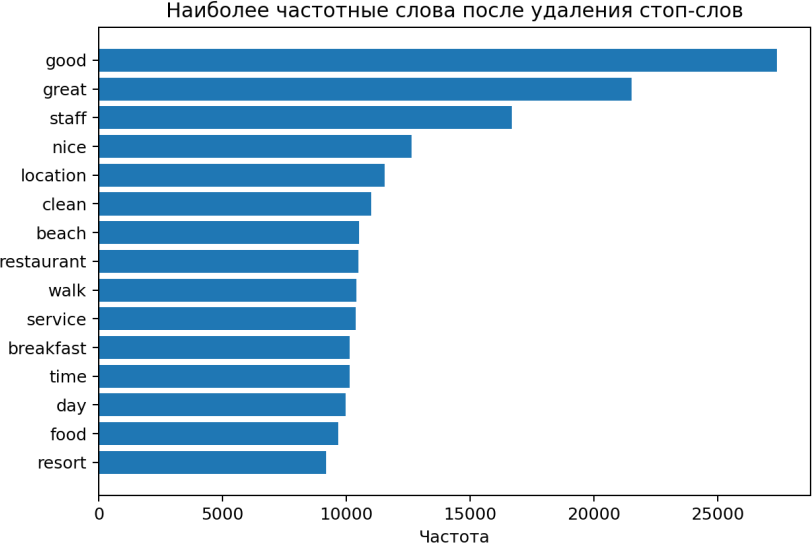 Наиболее частотные слова после удаления стоп-слов
good
great
staff
nice
location
clean
beach
restaurant
walk
service
breakfast
time
day
food
resort
0 5000 10000 15000 20000 25000
Частота